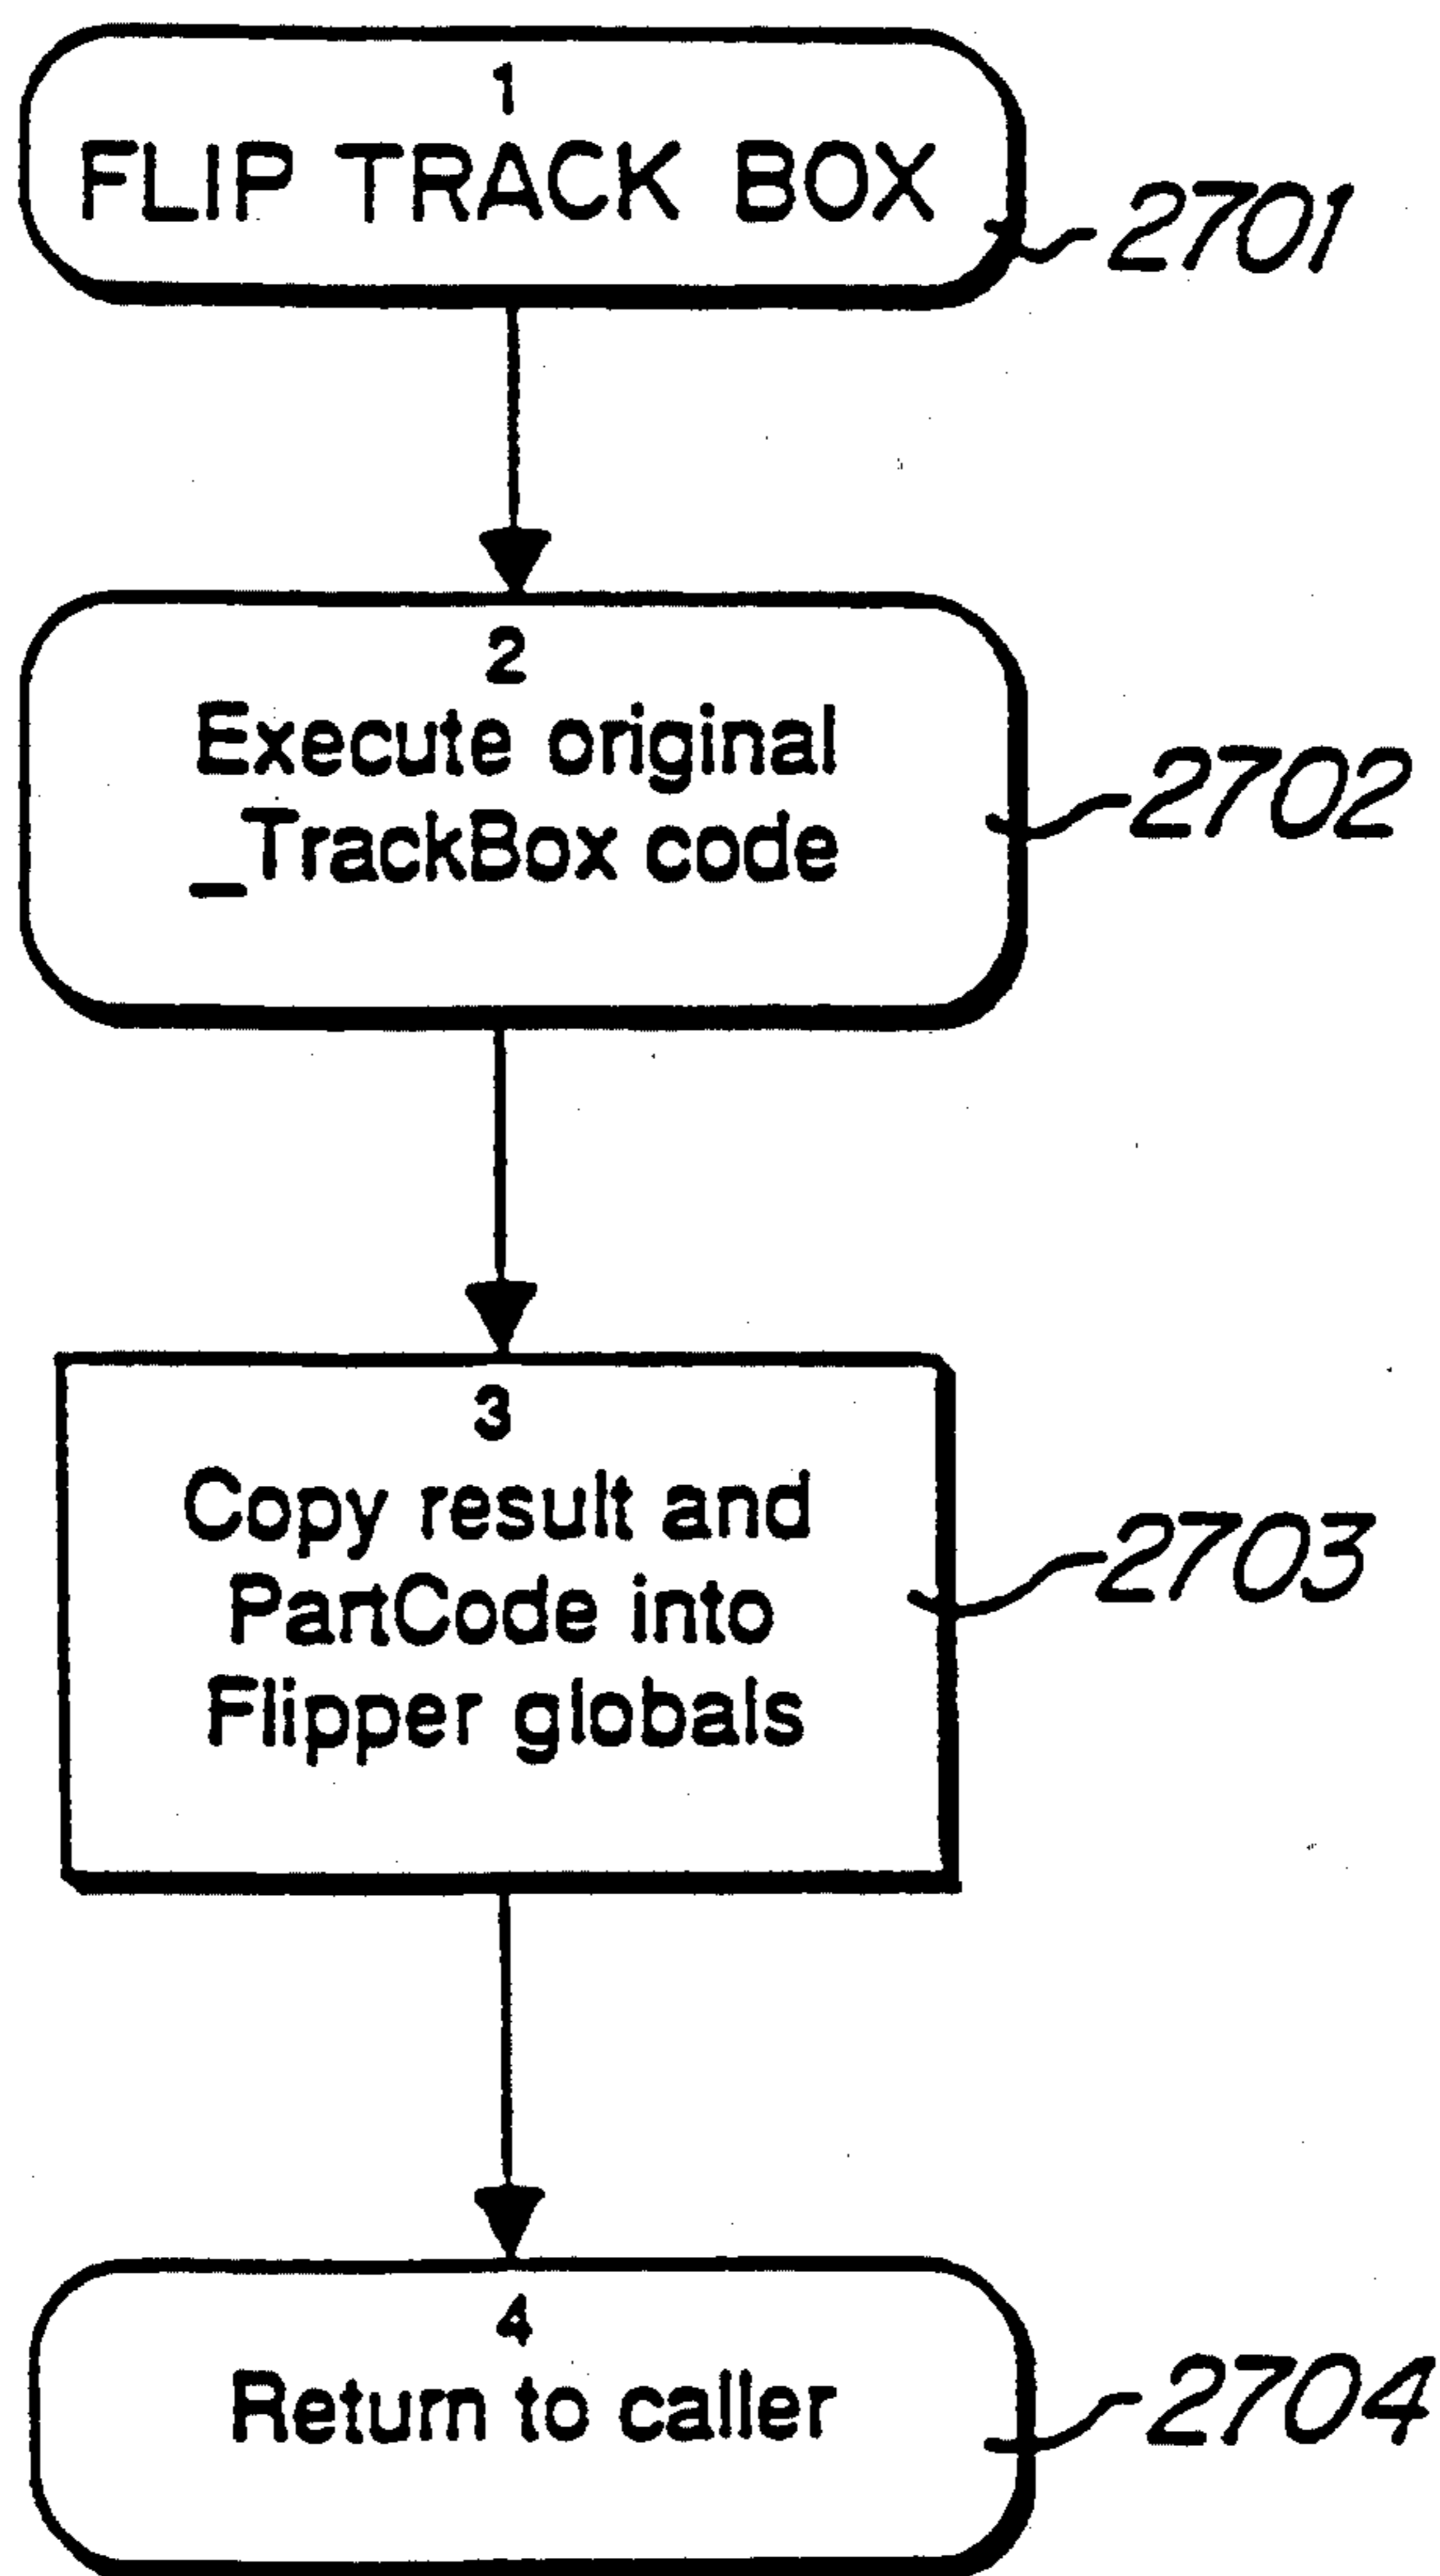 1
FLIP TRACK BOX
2701
2
Execute original
_TrackBox code
2702
3
Copy result and
PartCode into
Flipper globals
2703
4
Return to caller
2704